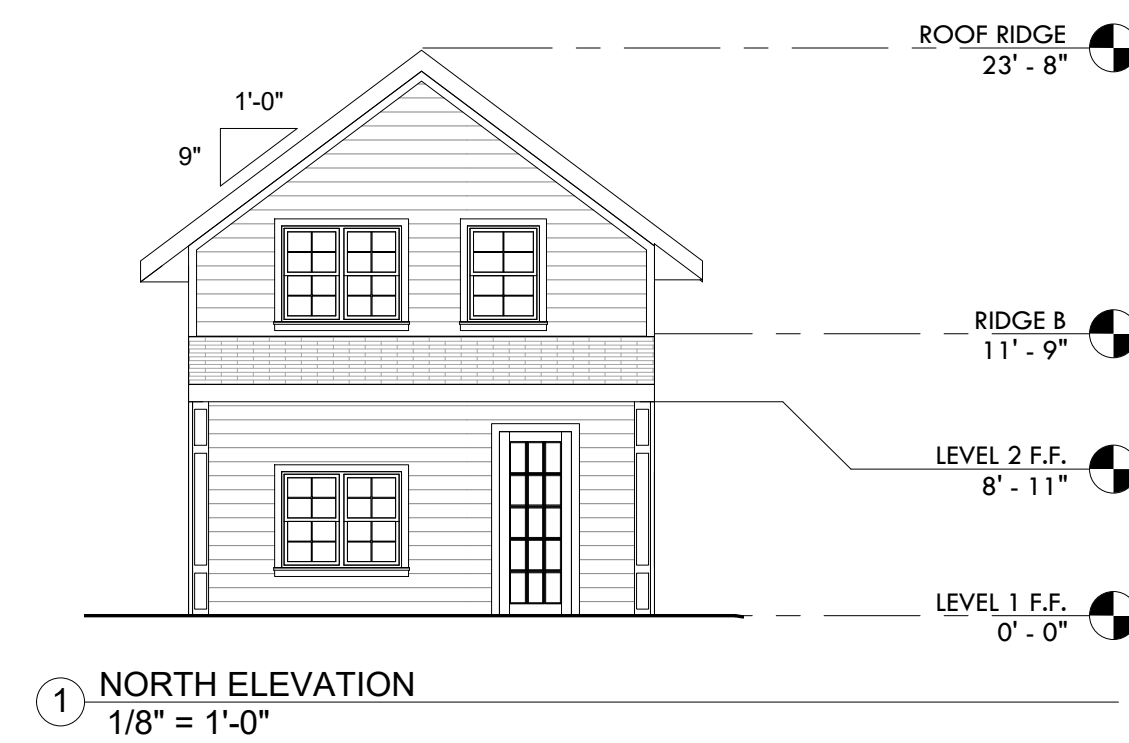 ROOF RIDGE
23' - 8"
1'-0"
9"
RIDGE B
11' - 9"
LEVEL 2 F.F.
8' - 11"
LEVEL 1 F.F.
0' - 0"
1 NORTH ELEVATION
1/8" = 1'-0"